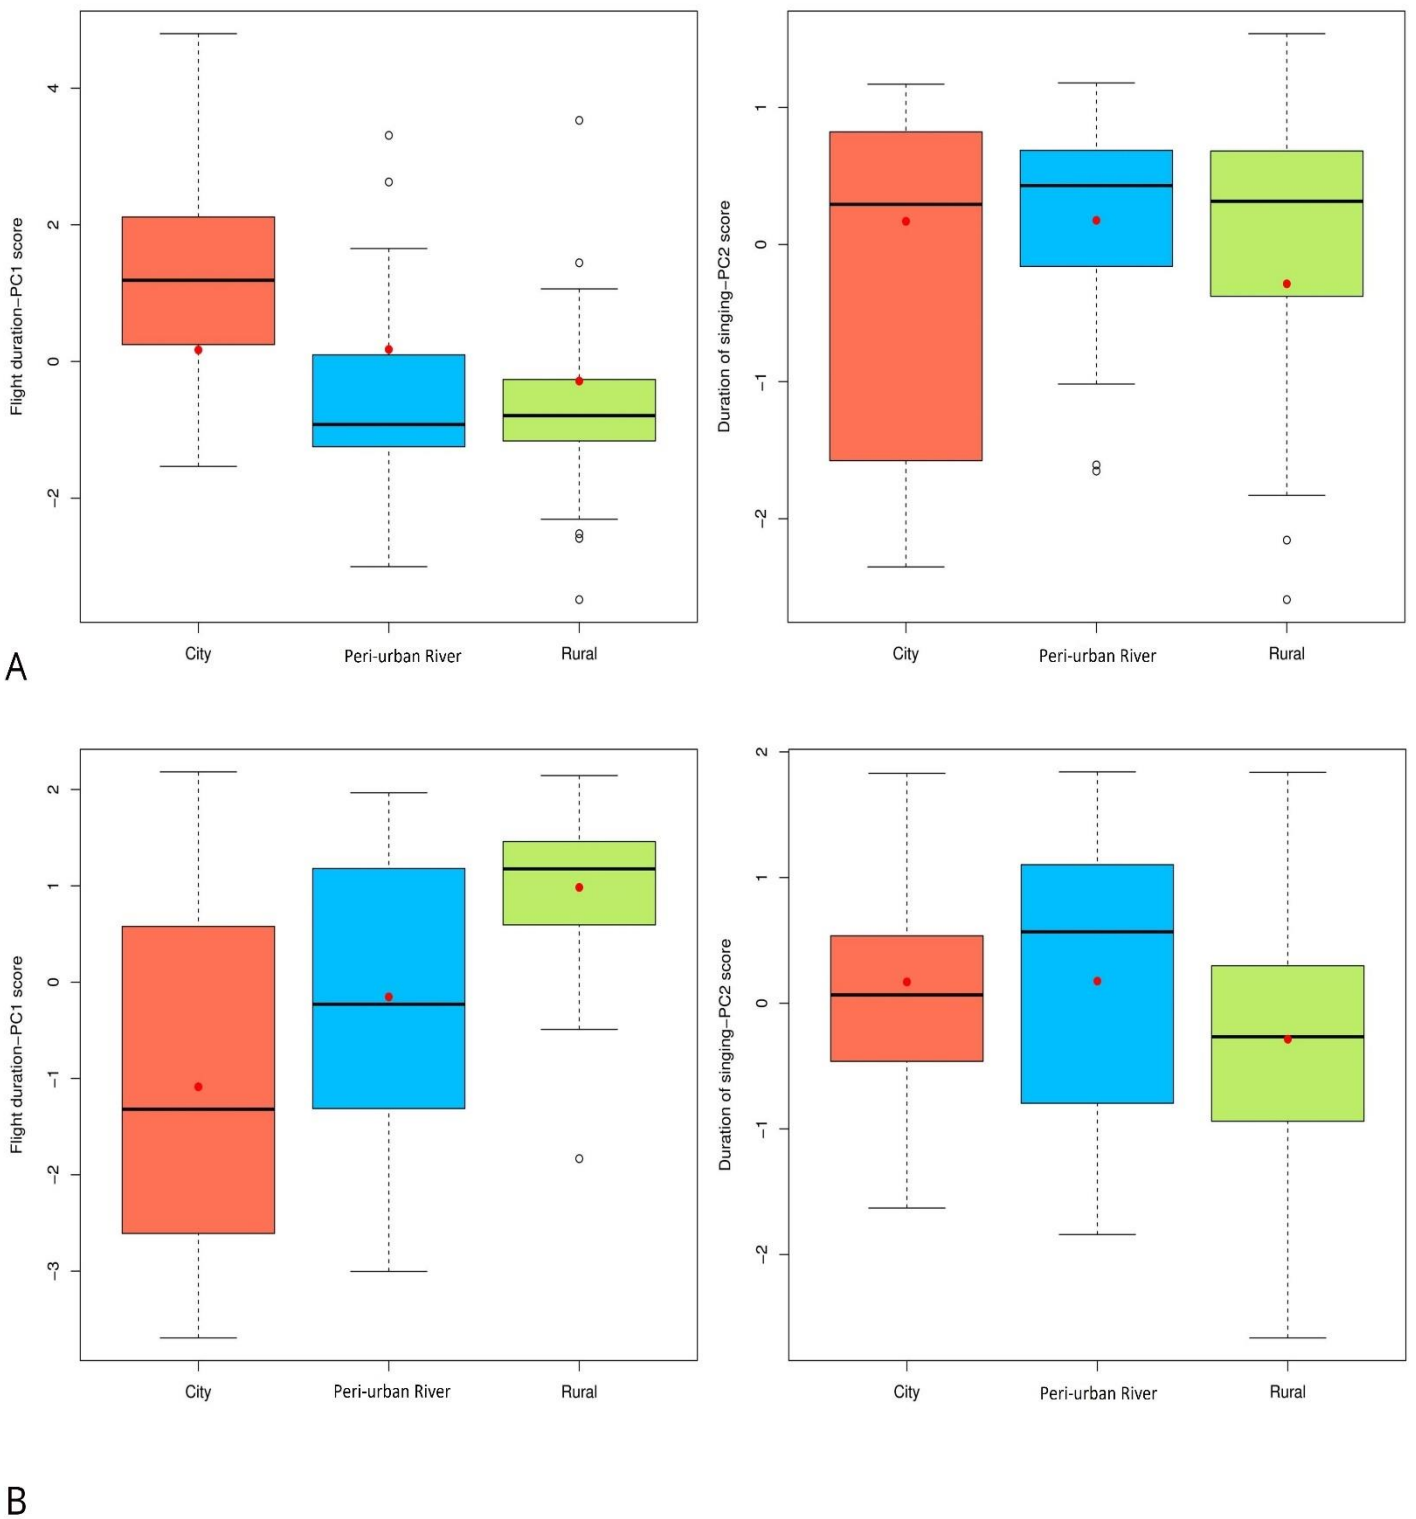 Flight duration–PC1 score
4
2
0
−2
City
Peri-urban River
Rural
Duration of singing–PC2 score
1
0
−1
−2
City
Peri-urban River
Rural
A
Flight duration–PC1 score
2
1
0
−1
−2
−3
City
Peri-urban River
Rural
Duration of singing–PC2 score
2
1
0
−1
−2
City
Peri-urban River
Rural
B